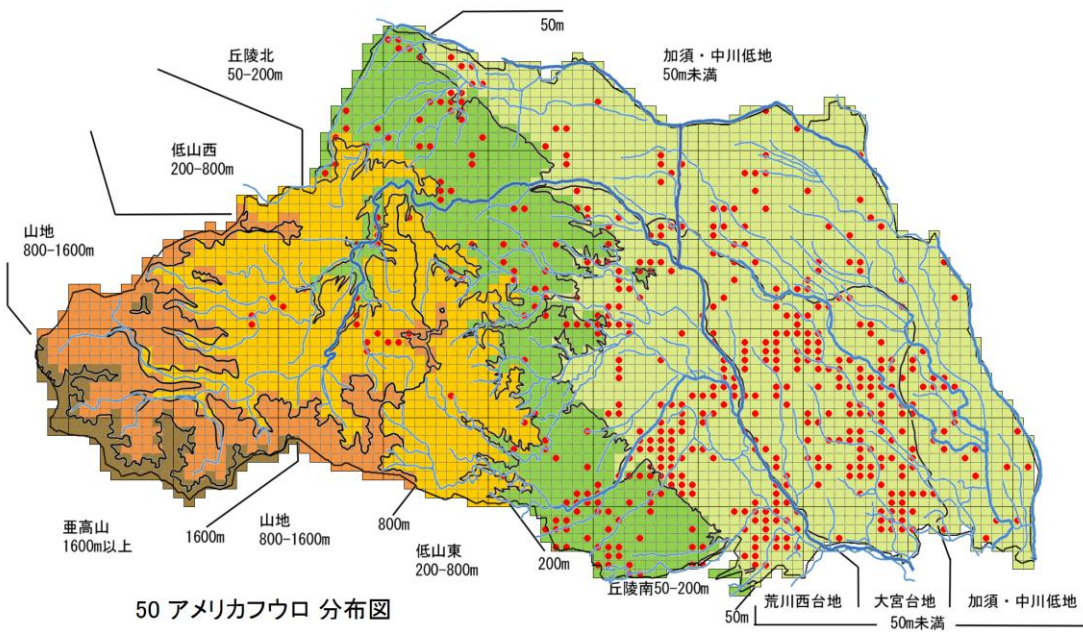 50m
丘陵北
50-200m
加須・中川低地
50m未満
低山西
200-800m
山地
800-1600m
亜高山
1600m以上
1600m
山地
800-1600m
800m
低山東
200-800m
200m
丘陵南50-200m
50m
荒川西台地
大宮台地
加須・中川低地
50m未満
50 アメリカフウロ 分布図